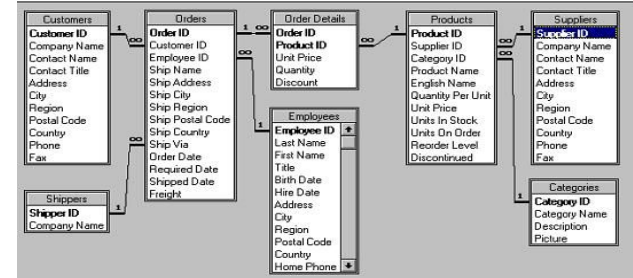 Customers
Customer ID
Company Name
Contact Name
Contact Title
Address
City
Region
Postal Code
Country
Phone
Fax
1
∞
Orders
Order ID
Customer ID
Employee ID
Ship Name
Ship Address
Ship City
Ship Region
Ship Postal Code
Ship Country
Ship Via
Order Date
Required Date
Shipped Date
Freight
∞
∞
1
∞
Order Details
Order ID
Product ID
Unit Price
Quantity
Discount
∞
1
Products
Product ID
Supplier ID
Category ID
Product Name
English Name
Quantity Per Unit
Unit Price
Units In Stock
Units On Order
Reorder Level
Discontinued
∞
∞
1
Suppliers
Supplier ID
Company Name
Contact Name
Contact Title
Address
City
Region
Postal Code
Country
Phone
Fax
Shippers
Shipper ID
Company Name
1
1
Employees
Employee ID
Last Name
First Name
Title
Birth Date
Hire Date
Address
City
Region
Postal Code
Country
Home Phone
1
Categories
Category ID
Category Name
Description
Picture